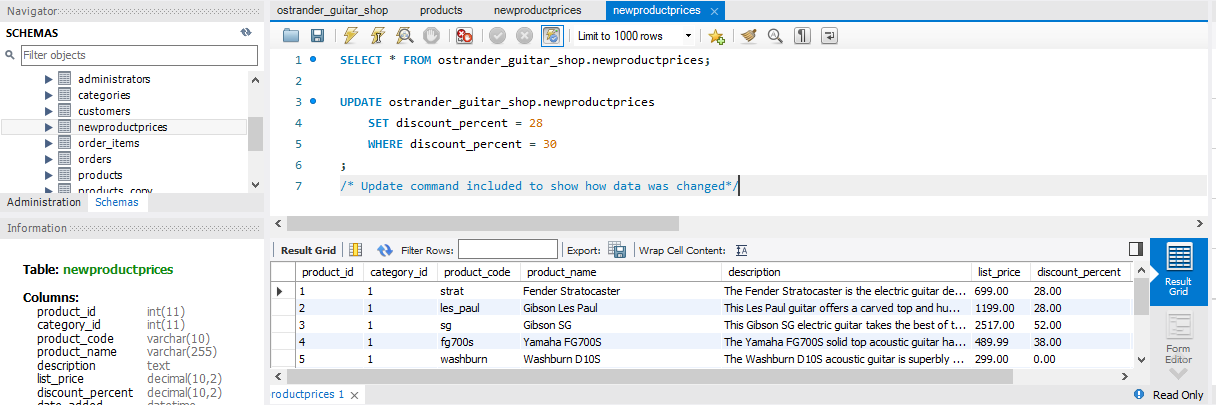 Navigator
SCHEMAS
Filter objects
administrators
categories
customers
newproductprices
order_items
orders
products
products_copy
Administration Schemas
Information
Table: newproductprices
Columns:
product_id int(11)
category_id int(11)
product_code varchar(10)
product_name varchar(255)
description text
list_price decimal(10,2)
discount_percent decimal(10,2)
date_added datetime
ostrander_guitar_shop products newproductprices newproductprices
Limit to 1000 rows
1 SELECT * FROM ostrander_guitar_shop.newproductprices;
2
3 UPDATE ostrander_guitar_shop.newproductprices
4 SET discount_percent = 28
5 WHERE discount_percent = 30
6 ;
7 /* Update command included to show how data was changed*/
Result Grid Filter Rows: Export: Wrap Cell Content:
product_id category_id product_code product_name description list_price discount_percent
1 1 strat Fender Stratocaster The Fender Stratocaster is the electric guitar de... 699.00 28.00
2 1 les_paul Gibson Les Paul This Les Paul guitar offers a carved top and hu... 1199.00 28.00
3 1 sg Gibson SG This Gibson SG electric guitar takes the best of t... 2517.00 52.00
4 1 fg700s Yamaha FG700S The Yamaha FG700S solid top acoustic guitar ha... 489.99 38.00
5 1 washburn Washburn D10S The Washburn D10S acoustic guitar is superbly ... 299.00 0.00
Result Grid
Form Editor
roductprices 1
Read Only